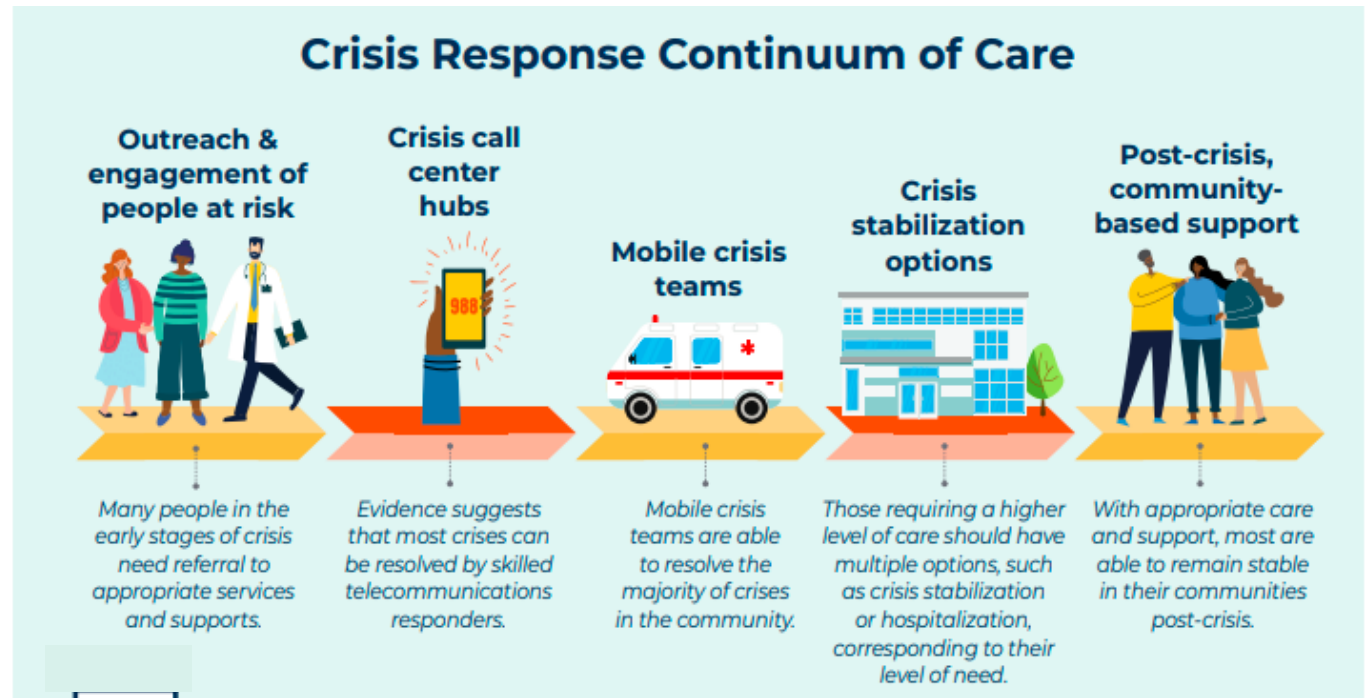 Crisis Response Continuum of Care
Outreach &
engagement of
people at risk
Many people in the
early stages of crisis
need referral to
appropriate services
and supports.
Crisis call
center
hubs
988
Evidence suggests
that most crises can
be resolved by skilled
telecommunications
responders.
Mobile crisis
teams
Mobile crisis
teams are able
to resolve the
majority of crises
in the community.
Crisis
stabilization
options
Those requiring a higher
level of care should have
multiple options, such
as crisis stabilization
or hospitalization,
corresponding to their
level of need.
Post-crisis,
community-
based support
With appropriate care
and support, most are
able to remain stable
in their communities
post-crisis.